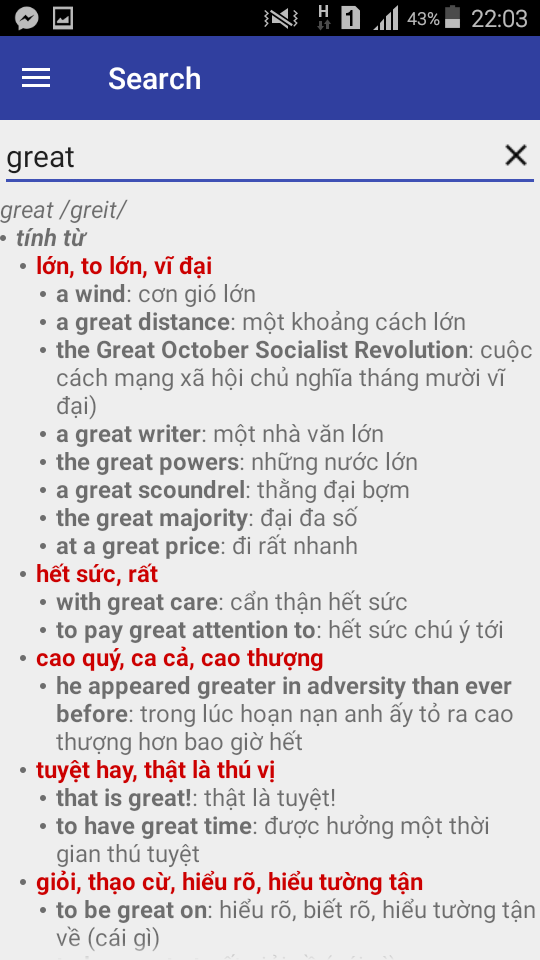 H 1 43% 22:03
Search
great
great /greit/
• tính từ
• lớn, to lớn, vĩ đại
• a wind: cơn gió lớn
• a great distance: một khoảng cách lớn
• the Great October Socialist Revolution: cuộc
cách mạng xã hội chủ nghĩa tháng mười vĩ
đại)
• a great writer: một nhà văn lớn
• the great powers: những nước lớn
• a great scoundrel: thằng đại bợm
• the great majority: đại đa số
• at a great price: đi rất nhanh
• hết sức, rất
• with great care: cẩn thận hết sức
• to pay great attention to: hết sức chú ý tới
• cao quý, ca cả, cao thượng
• he appeared greater in adversity than ever
before: trong lúc hoạn nạn anh ấy tỏ ra cao
thượng hơn bao giờ hết
• tuyệt hay, thật là thú vị
• that is great!: thật là tuyệt!
• to have great time: được hưởng một thời
gian thú tuyệt
• giỏi, thạo cừ, hiểu rõ, hiểu tường tận
• to be great on: hiểu rõ, biết rõ, hiểu tường tận
về (cái gì)